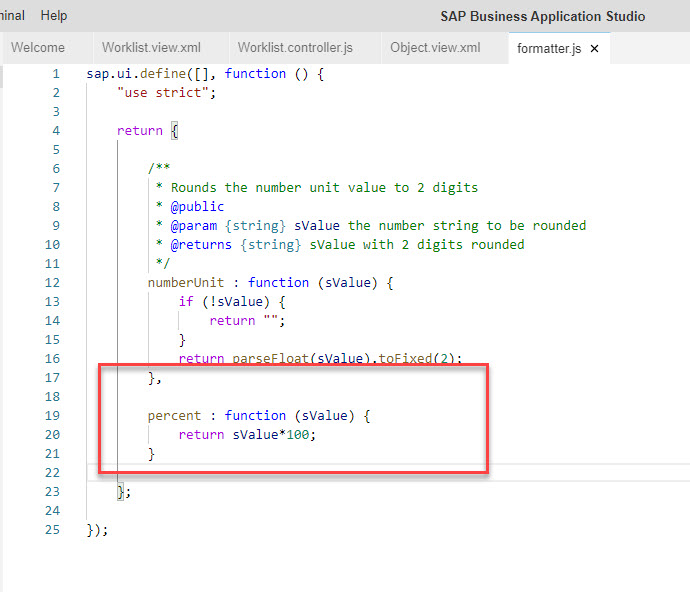 minal Help SAP Business Application Studio
Welcome Worklist.view.xml Worklist.controller.js Object.view.xml formatter.js ✕
1 sap.ui.define([], function () {
2 "use strict";
3
4 return {
5
6 /**
7 * Rounds the number unit value to 2 digits
8 * @public
9 * @param {string} sValue the number string to be rounded
10 * @returns {string} sValue with 2 digits rounded
11 */
12 numberUnit : function (sValue) {
13 if (!sValue) {
14 return "";
15 }
16 return parseFloat(sValue).toFixed(2);
17 },
18
19 percent : function (sValue) {
20 return sValue*100;
21 }
22
23 };
24
25 });